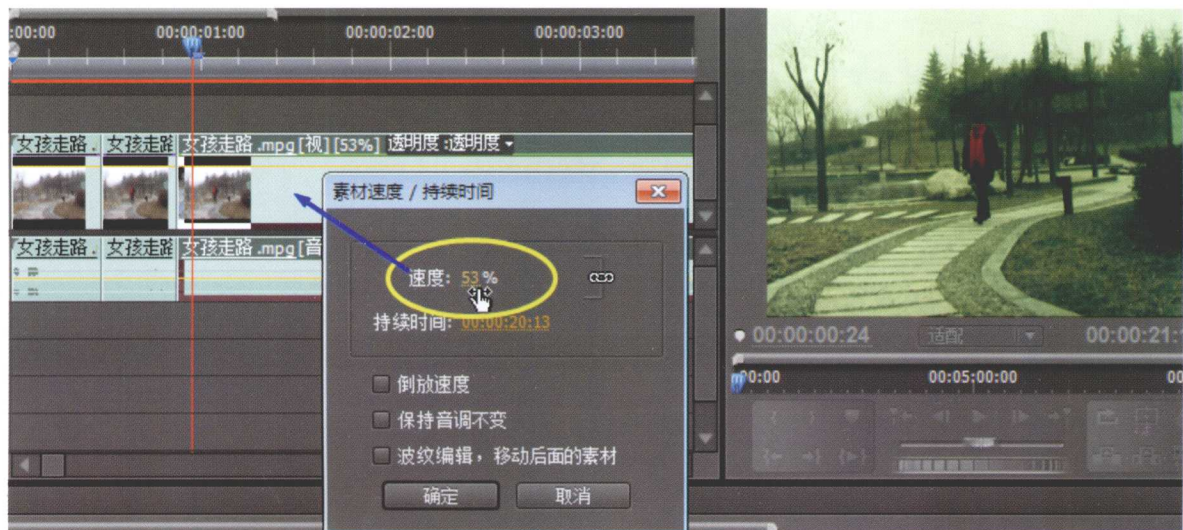 :00:00 00:00:01:00 00:00:02:00 00:00:03:00
女孩走路. 女孩走路 女孩走路.mpg[视][53%] 透明度:透明度
女孩走路. 女孩走路 女孩走路.mpg[音
素材速度 / 持续时间
速度: 53 %
持续时间: 00:00:20:13
倒放速度
保持音调不变
波纹编辑，移动后面的素材
确定 取消
00:00:00:24 适配 00:00:21:
00:00 00:05:00:00 00